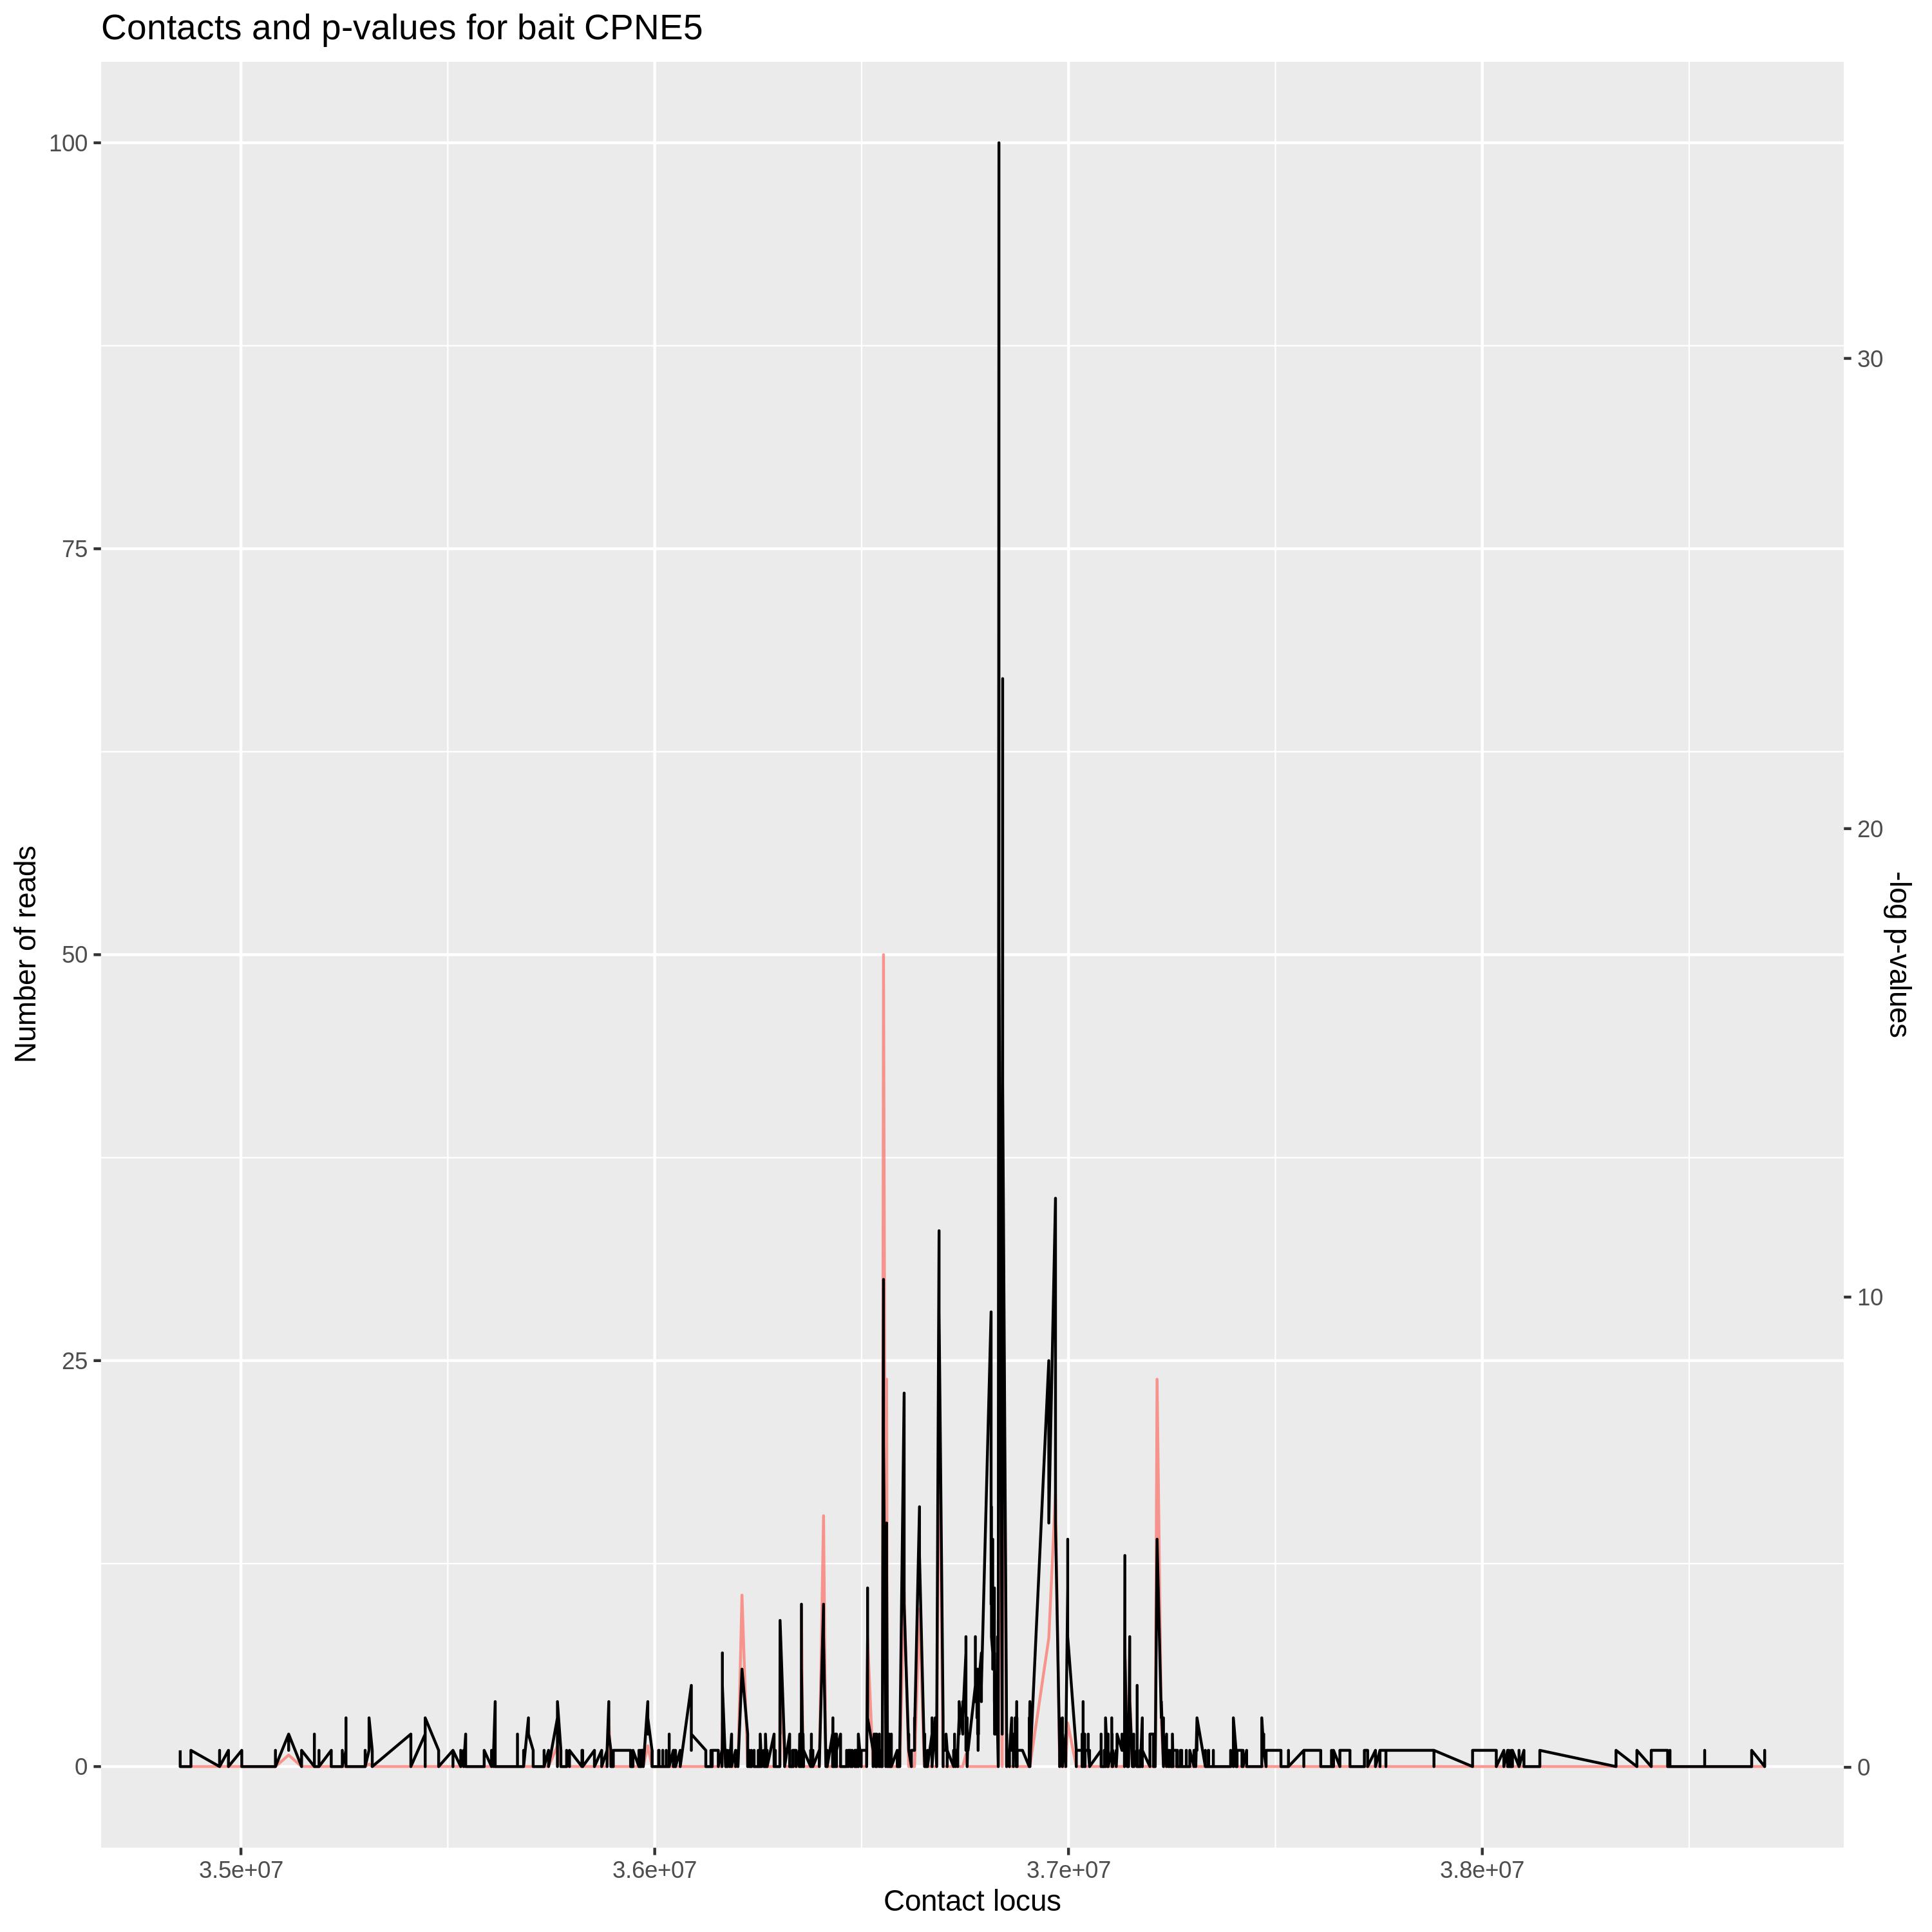 Contacts and p-values for bait CPNE5
100
75
50
25
0
30
20
10
0
Number of reads
-log p-values
3.5e+07 3.6e+07 3.7e+07 3.8e+07
Contact locus